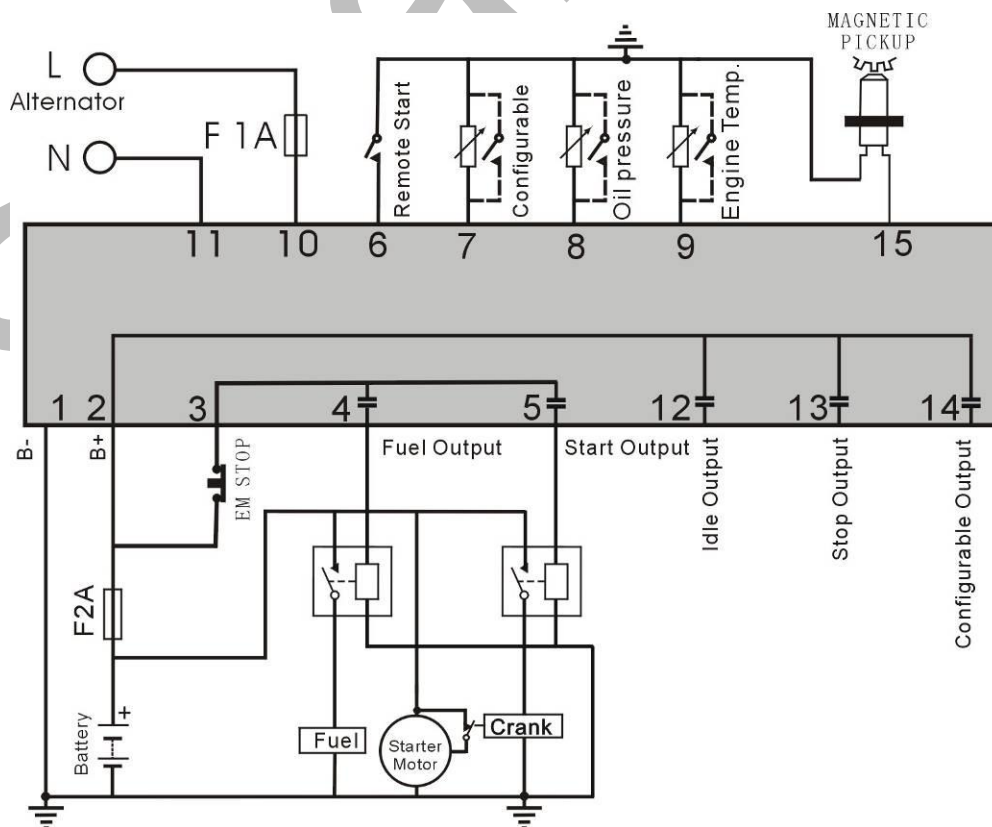 MAGNETIC
PICKUP
L
Alternator
N
F 1A
Remote Start
Configurable
Oil pressure
Engine Temp.
11
10
6
7
8
9
15
1
2
3
4
5
12
13
14
B-
B+
EM STOP
Fuel Output
Start Output
Idle Output
Stop Output
Configurable Output
F2A
Battery
+
Fuel
Starter
Motor
Crank